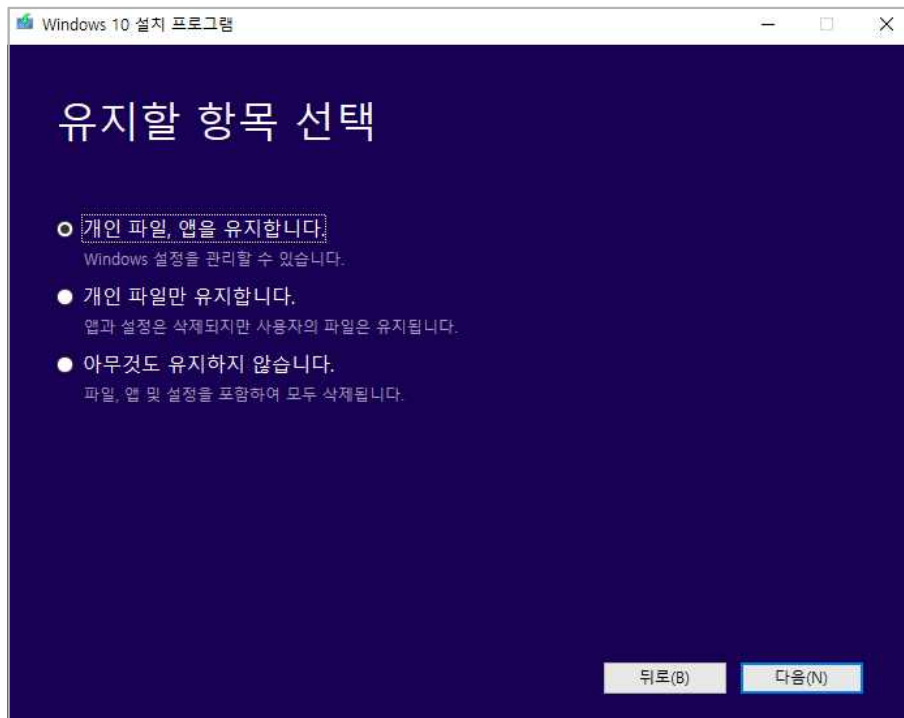 Windows 10 설치 프로그램
유지할 항목 선택
개인 파일, 앱을 유지합니다.
Windows 설정을 관리할 수 있습니다.
개인 파일만 유지합니다.
앱과 설정은 삭제되지만 사용자의 파일은 유지됩니다.
아무것도 유지하지 않습니다.
파일, 앱 및 설정을 포함하여 모두 삭제됩니다.
뒤로(B) 다음(N)